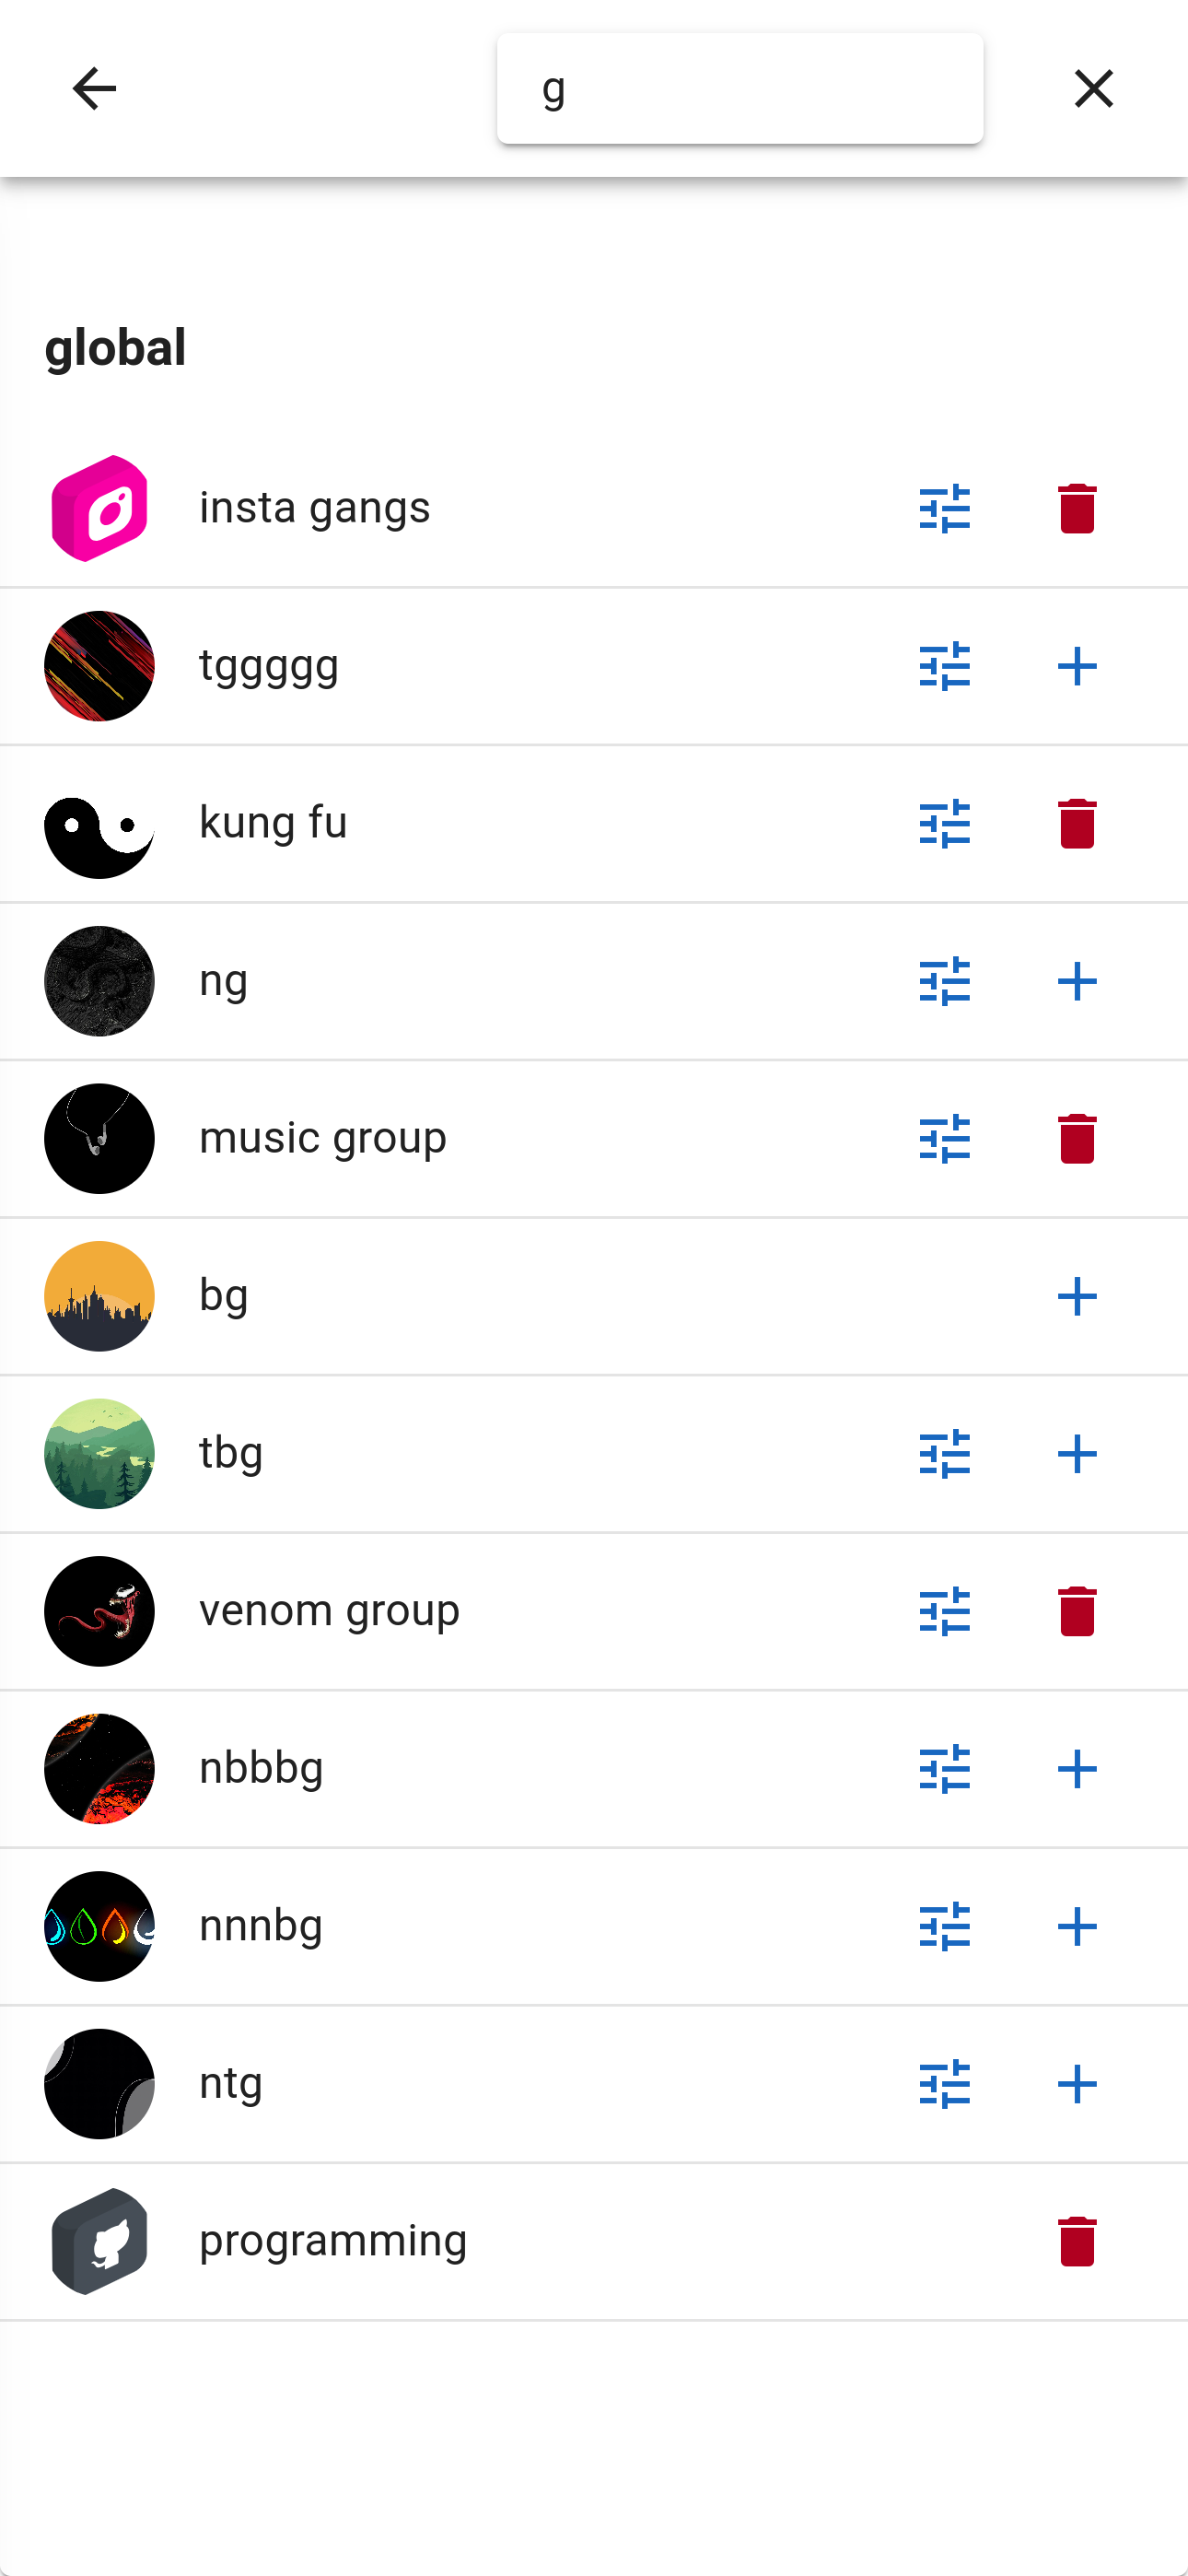 g
global
insta gangs
tggggg
kung fu
ng
music group
bg
tbg
venom group
nbbbg
nnnbg
ntg
programming